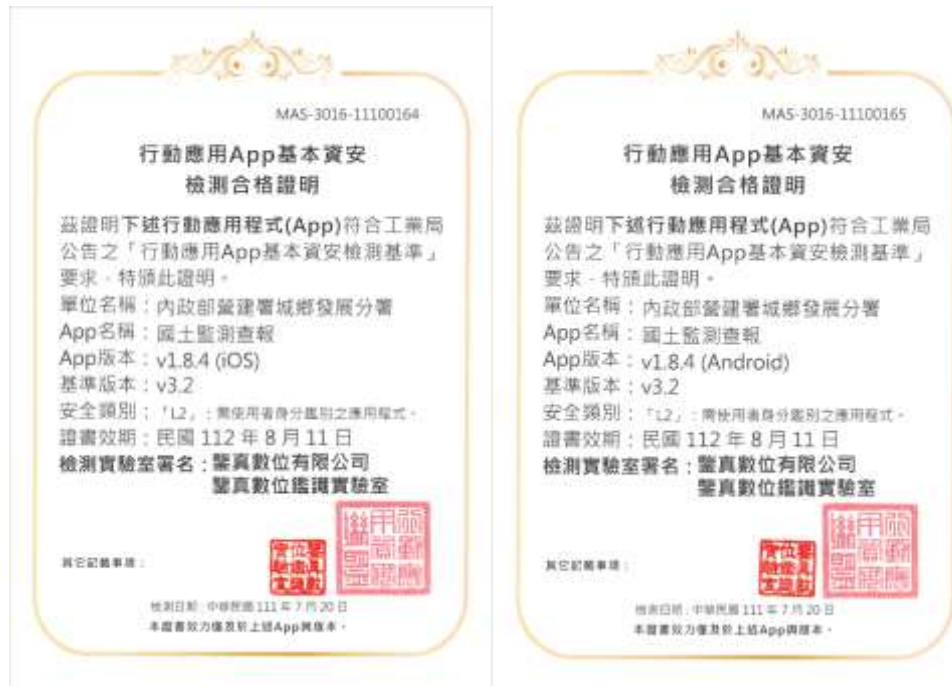 MAS-3016-11100164
行動應用App基本資安
檢測合格證明
茲證明下述行動應用程式(App)符合工業局
公告之「行動應用App基本資安檢測基準」
要求，特頒此證明。
單位名稱：內政部營建署城鄉發展分署
App名稱：國土監測查報
App版本：v1.8.4 (iOS)
基準版本：v3.2
安全類別：「L2」：需使用者身分鑑別之應用程式。
證書效期：民國 112 年 8 月 11 日
檢測實驗室署名：鑒真數位有限公司
鑒真數位鑑識實驗室
其它記載事項：
檢測日期：中華民國 111 年 7 月 20 日
本證書效力僅及於上述App與版本。
MAS-3016-11100165
行動應用App基本資安
檢測合格證明
茲證明下述行動應用程式(App)符合工業局
公告之「行動應用App基本資安檢測基準」
要求，特頒此證明。
單位名稱：內政部營建署城鄉發展分署
App名稱：國土監測查報
App版本：v1.8.4 (Android)
基準版本：v3.2
安全類別：「L2」：需使用者身分鑑別之應用程式。
證書效期：民國 112 年 8 月 11 日
檢測實驗室署名：鑒真數位有限公司
鑒真數位鑑識實驗室
其它記載事項：
檢測日期：中華民國 111 年 7 月 20 日
本證書效力僅及於上述App與版本。